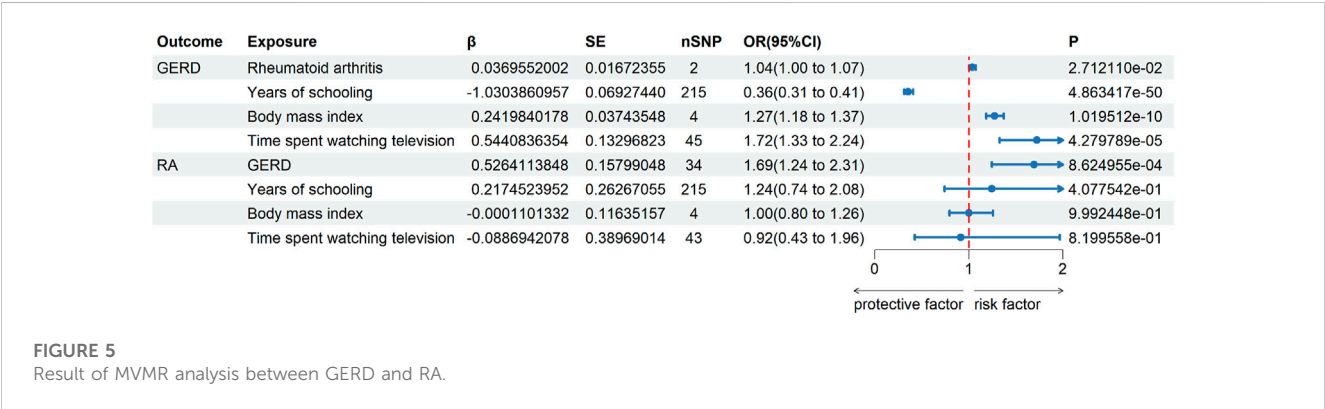 Outcome Exposure β SE nSNP OR(95%CI) P
GERD Rheumatoid arthritis 0.0369552002 0.01672355 2 1.04(1.00 to 1.07) 2.712110e-02
Years of schooling -1.0303860957 0.06927440 215 0.36(0.31 to 0.41) 4.863417e-50
Body mass index 0.2419840178 0.03743548 4 1.27(1.18 to 1.37) 1.019512e-10
Time spent watching television 0.5440836354 0.13296823 45 1.72(1.33 to 2.24) 4.279789e-05
RA GERD 0.5264113848 0.15799048 34 1.69(1.24 to 2.31) 8.624955e-04
Years of schooling 0.2174523952 0.26267055 215 1.24(0.74 to 2.08) 4.077542e-01
Body mass index -0.0001101332 0.11635157 4 1.00(0.80 to 1.26) 9.992448e-01
Time spent watching television -0.0886942078 0.38969014 43 0.92(0.43 to 1.96) 8.199558e-01
0 1 2
protective factor risk factor
FIGURE 5
Result of MVMR analysis between GERD and RA.